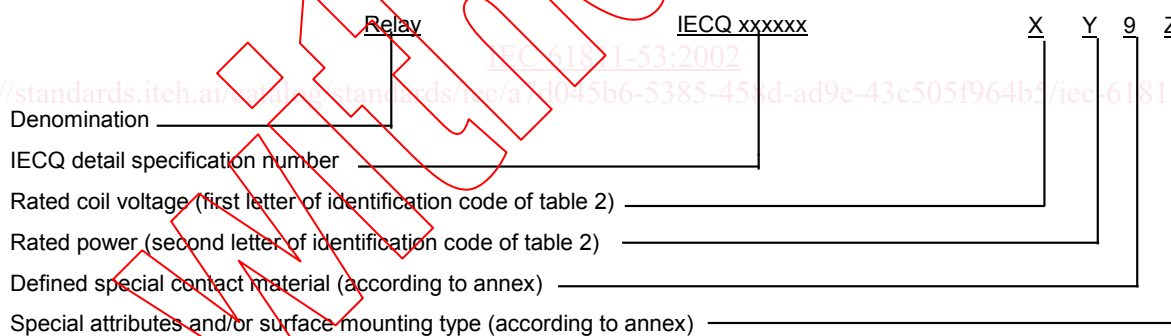 Relay IECQ xxxxxx X Y 9 Z
IEC 61811-53:2002
//standards.iteh.ai/catalog/standards/iec/a7d045b6-5385-458d-ad9e-43c505f964b5/iec-6181
Denomination
IECQ detail specification number
Rated coil voltage (first letter of identification code of table 2)
Rated power (second letter of identification code of table 2)
Defined special contact material (according to annex)
Special attributes and/or surface mounting type (according to annex)